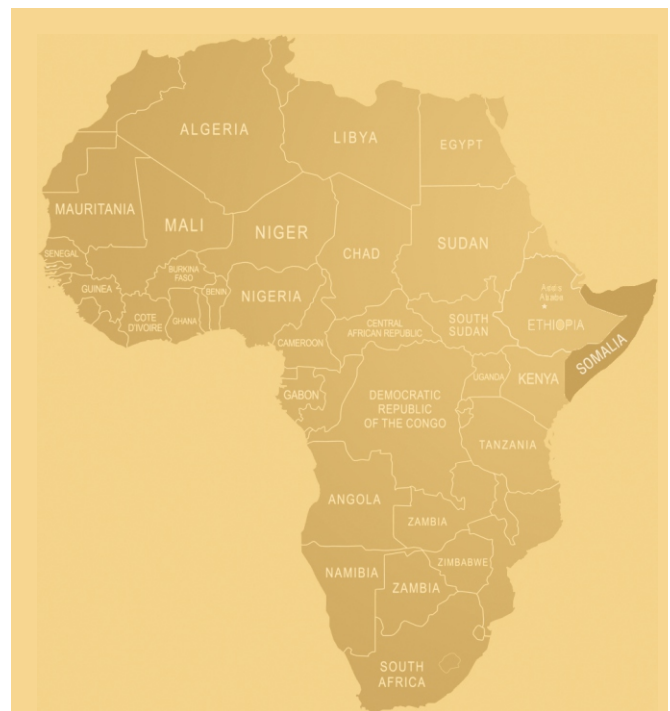 ALGERIA
LIBYA
EGYPT
MAURITANIA
MALI
NIGER
CHAD
SUDAN
SENEGAL
BURKINA
FASO
GUINEA
BENIN
NIGERIA
COTE
D'IVOIRE
GHANA
CENTRAL
AFRICAN REPUBLIC
SOUTH
SUDAN
Ababa
ETHIOPIA
CAMEROON
SOMALIA
GABON
DEMOCRATIC
REPUBLIC
OF THE CONGO
UGANDA
KENYA
TANZANIA
ANGOLA
ZAMBIA
NAMIBIA
ZAMBIA
ZIMBABWE
SOUTH
AFRICA